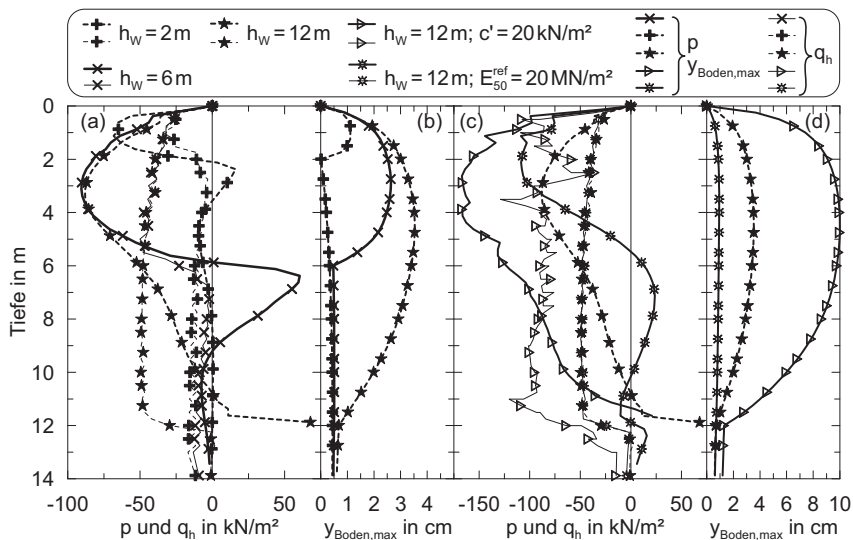 h_W = 2 m h_W = 12 m h_W = 12 m; c' = 20 kN/m² p q_h
y_Boden,max
h_W = 6 m h_W = 12 m; E_50^ref = 20 MN/m²
(a) (b) (c) (d)
Tiefe in m
0
2
4
6
8
10
12
14
-100 -50 0 50 0 1 2 3 4 -150 -100 -50 0 50 0 2 4 6 8 10
p und q_h in kN/m² y_Boden,max in cm p und q_h in kN/m² y_Boden,max in cm